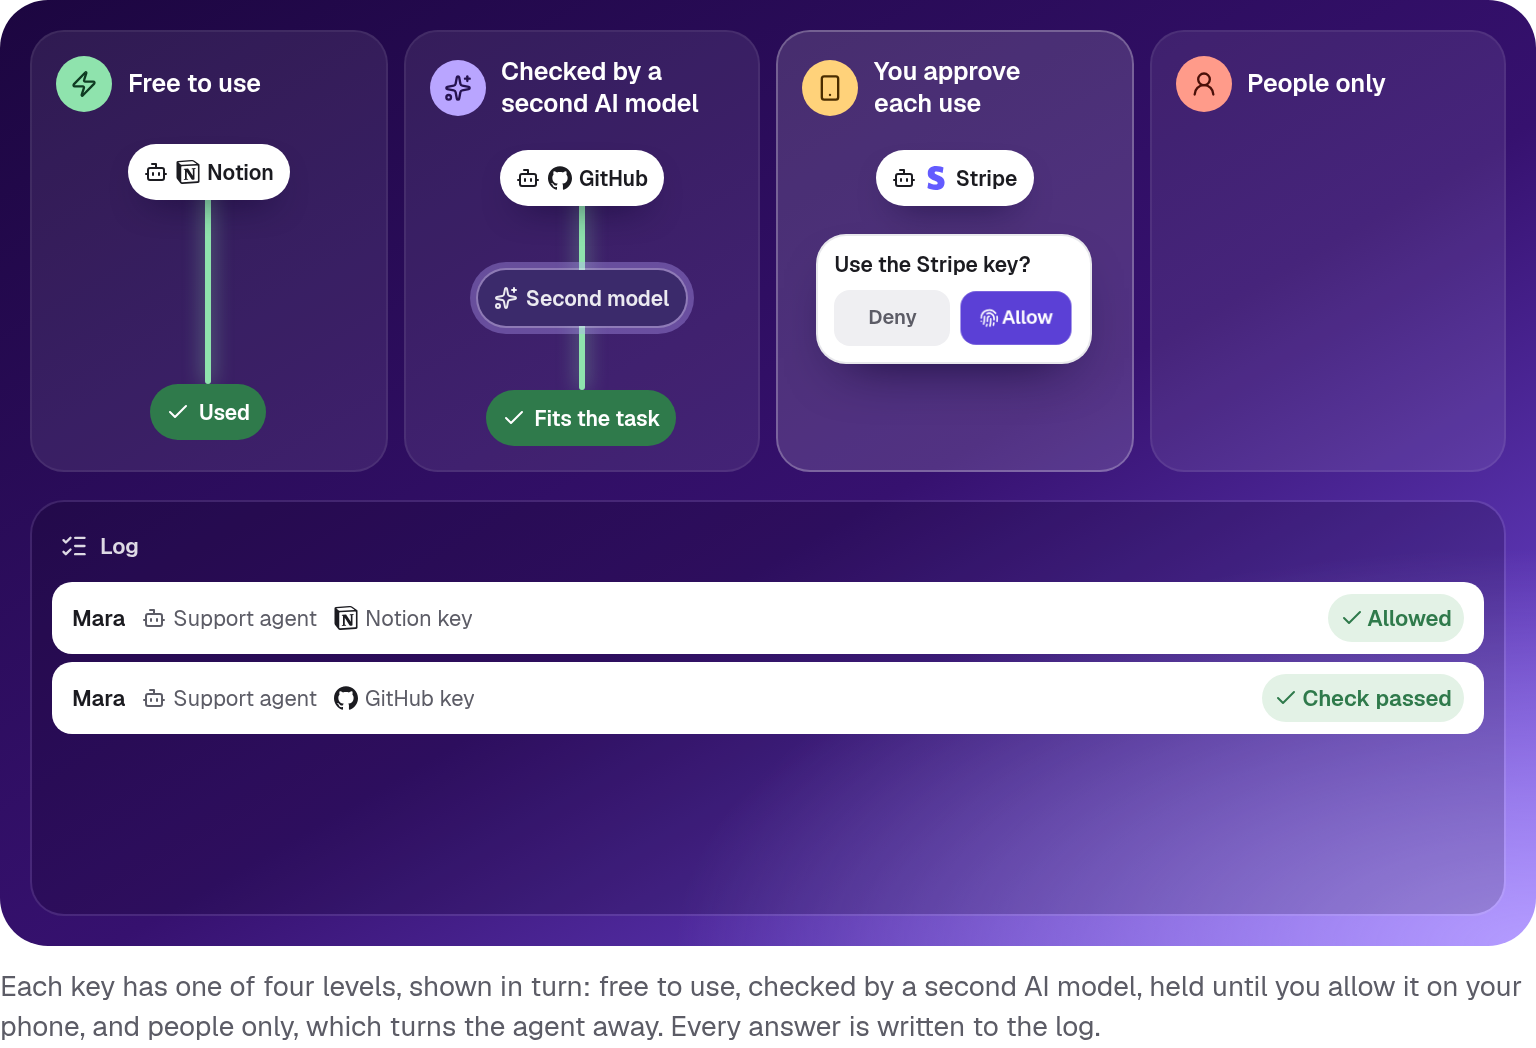 Free to use
Checked by a
second AI model
You approve
each use
People only
Notion
GitHub
Stripe
Use the Stripe key?
Deny
Allow
Second model
Used
Fits the task
Log
Mara Support agent Notion key Allowed
Mara Support agent GitHub key Check passed
Each key has one of four levels, shown in turn: free to use, checked by a second AI model, held until you allow it on your
phone, and people only, which turns the agent away. Every answer is written to the log.